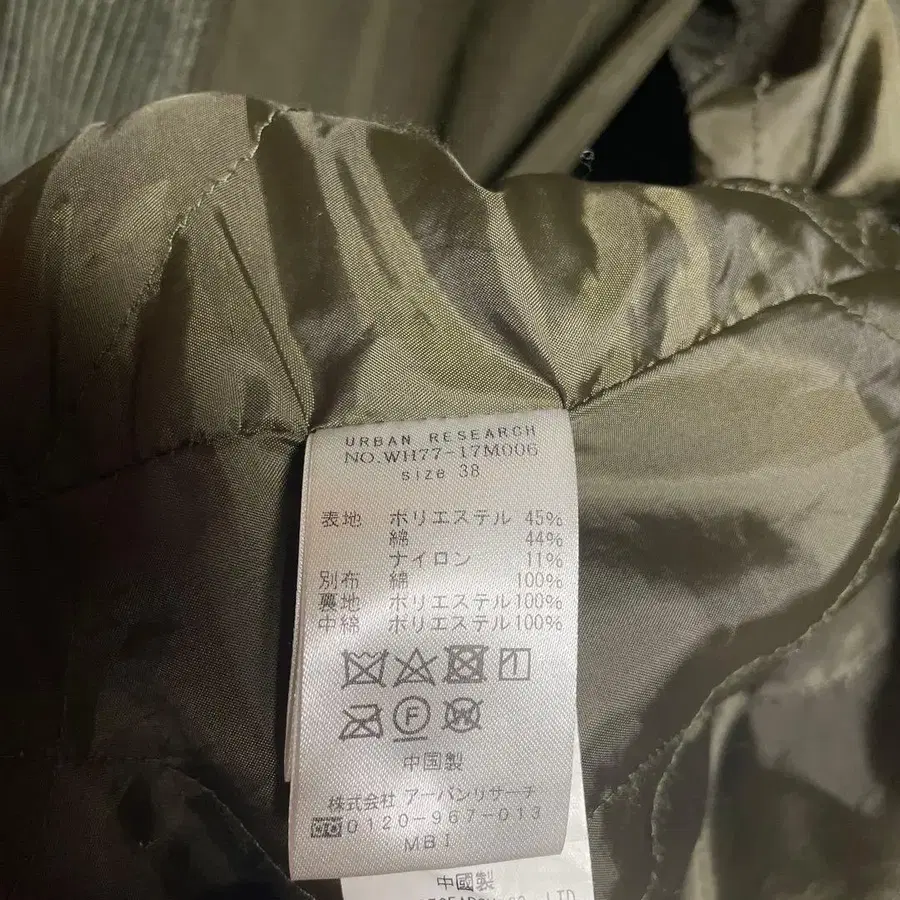 URBAN RESEARCH
NO.WH77-17M006
Size 38
表地 ポリエステル 45%
綿 44%
ナイロン 11%
別布 綿 100%
裏地 ポリエステル100%
中綿 ポリエステル100%
F
W
中国製
株式会社 アーバンリサーチ
0120-967-013
MBI
中國製
LTD